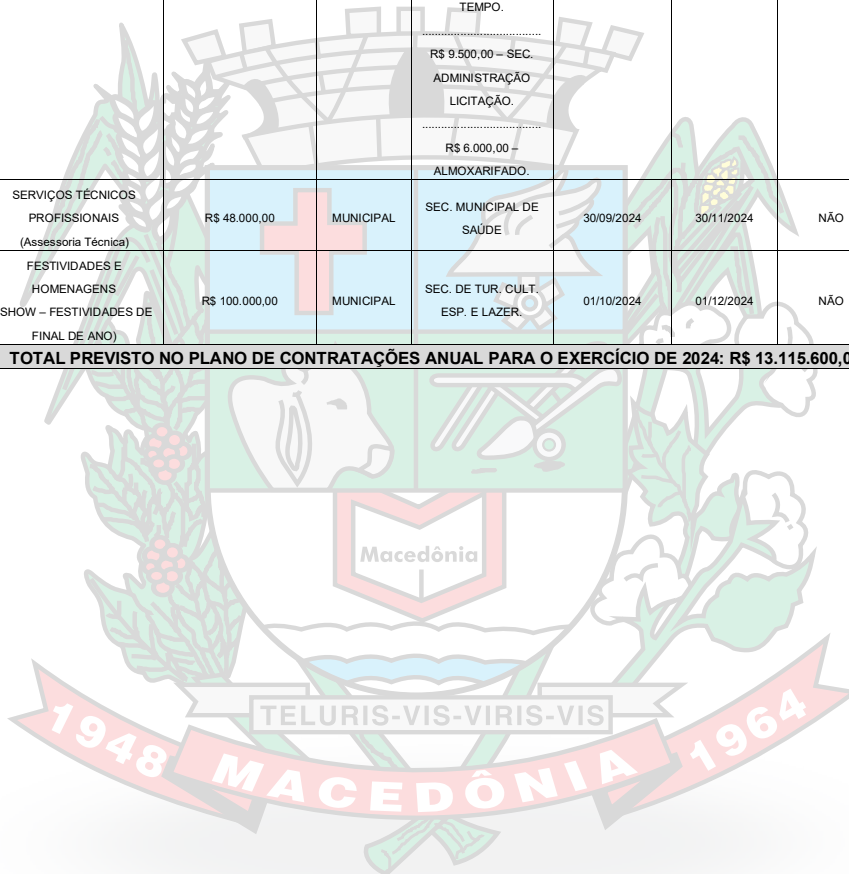 TEMPO.
......................................
R$ 9.500,00 – SEC.
ADMINISTRAÇÃO
LICITAÇÃO.
......................................
R$ 6.000,00 –
ALMOXARIFADO.
SERVIÇOS TÉCNICOS
PROFISSIONAIS
(Assessoria Técnica)
R$ 48.000,00
MUNICIPAL
SEC. MUNICIPAL DE
SAÚDE
30/09/2024
30/11/2024
NÃO
FESTIVIDADES E
HOMENAGENS
SHOW – FESTIVIDADES DE
FINAL DE ANO)
R$ 100.000,00
MUNICIPAL
SEC. DE TUR. CULT.
ESP. E LAZER.
01/10/2024
01/12/2024
NÃO
TOTAL PREVISTO NO PLANO DE CONTRATAÇÕES ANUAL PARA O EXERCÍCIO DE 2024: R$ 13.115.600,0
Macedônia
TELURIS-VIS-VIRIS-VIS
1948 MACEDÔNIA 1964